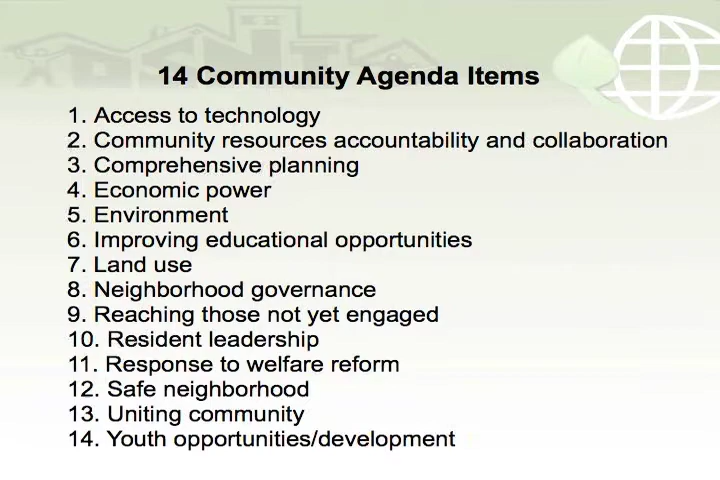 14 Community Agenda Items
1. Access to technology
2. Community resources accountability and collaboration
3. Comprehensive planning
4. Economic power
5. Environment
6. Improving educational opportunities
7. Land use
8. Neighborhood governance
9. Reaching those not yet engaged
10. Resident leadership
11. Response to welfare reform
12. Safe neighborhood
13. Uniting community
14. Youth opportunities/development